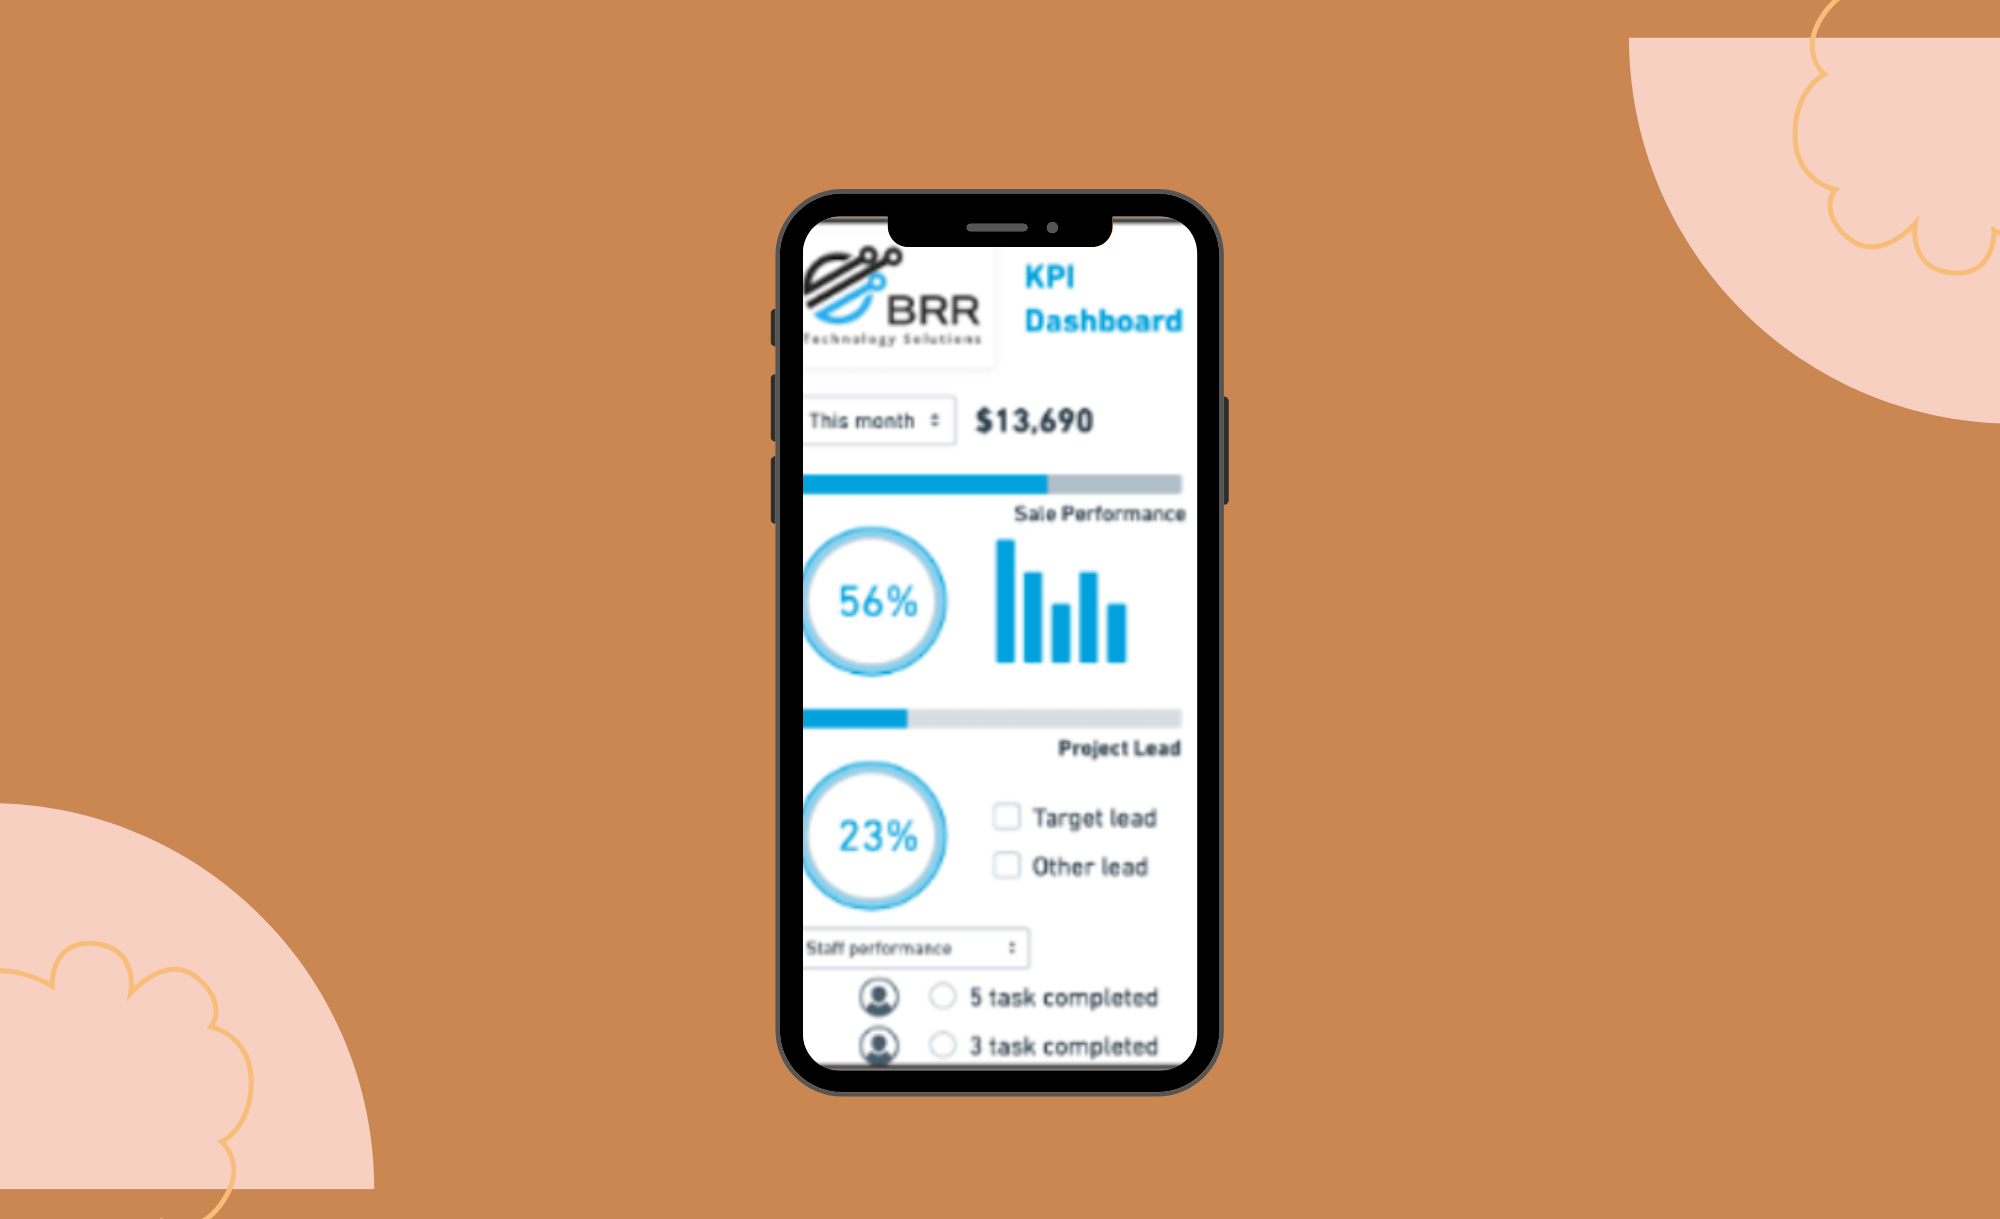 BRR
Technology Solutions
KPI
Dashboard
This month
$13,690
Sale Performance
56%
Project Lead
23%
Target lead
Other lead
Staff performance
5 task completed
3 task completed